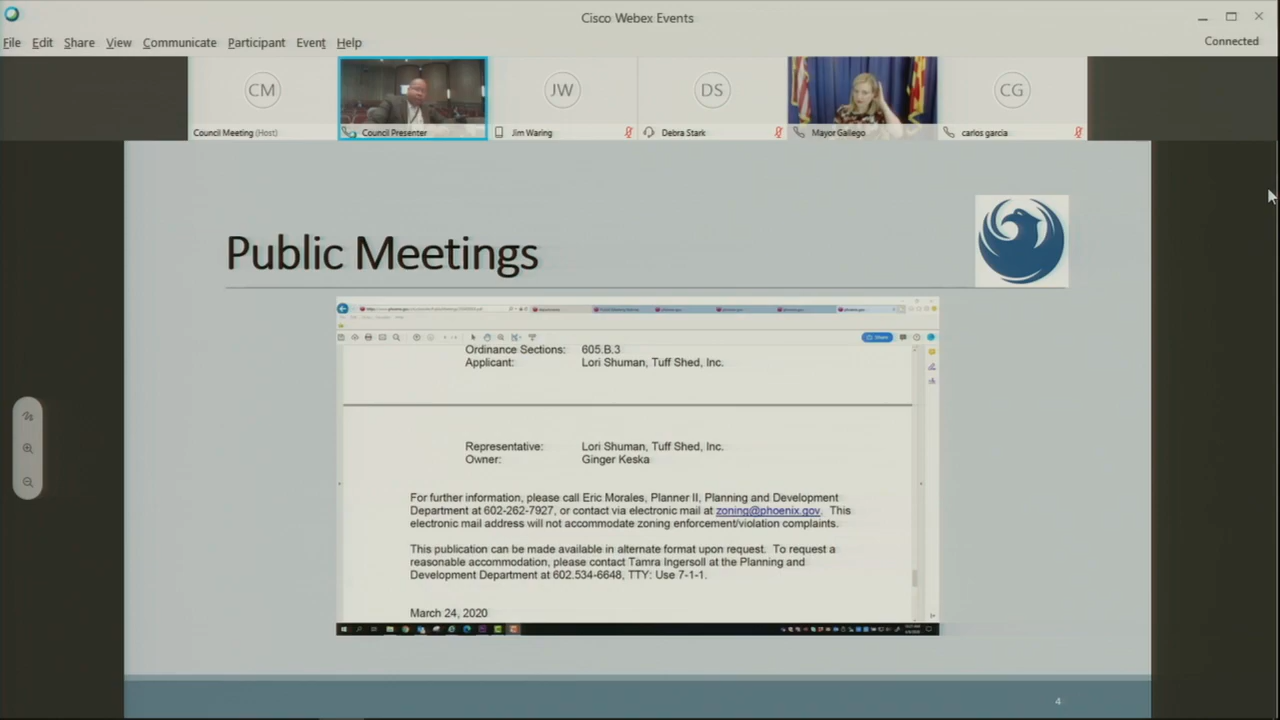 Cisco Webex Events
File Edit Share View Communicate Participant Event Help
Connected
CM
JW
DS
CG
Council Meeting (Host)
Council Presenter
Jim Waring
Debra Stark
Mayor Gallego
carlos garcia
Public Meetings
Share
Ordinance Sections: 605.B.3
Applicant: Lori Shuman, Tuff Shed, Inc.
Representative: Lori Shuman, Tuff Shed, Inc.
Owner: Ginger Keska
For further information, please call Eric Morales, Planner II, Planning and Development
Department at 602-262-7927, or contact via electronic mail at zoning@phoenix.gov. This
electronic mail address will not accommodate zoning enforcement/violation complaints.
This publication can be made available in alternate format upon request. To request a
reasonable accommodation, please contact Tamra Ingersoll at the Planning and
Development Department at 602.534-6648, TTY: Use 7-1-1.
March 24, 2020
4